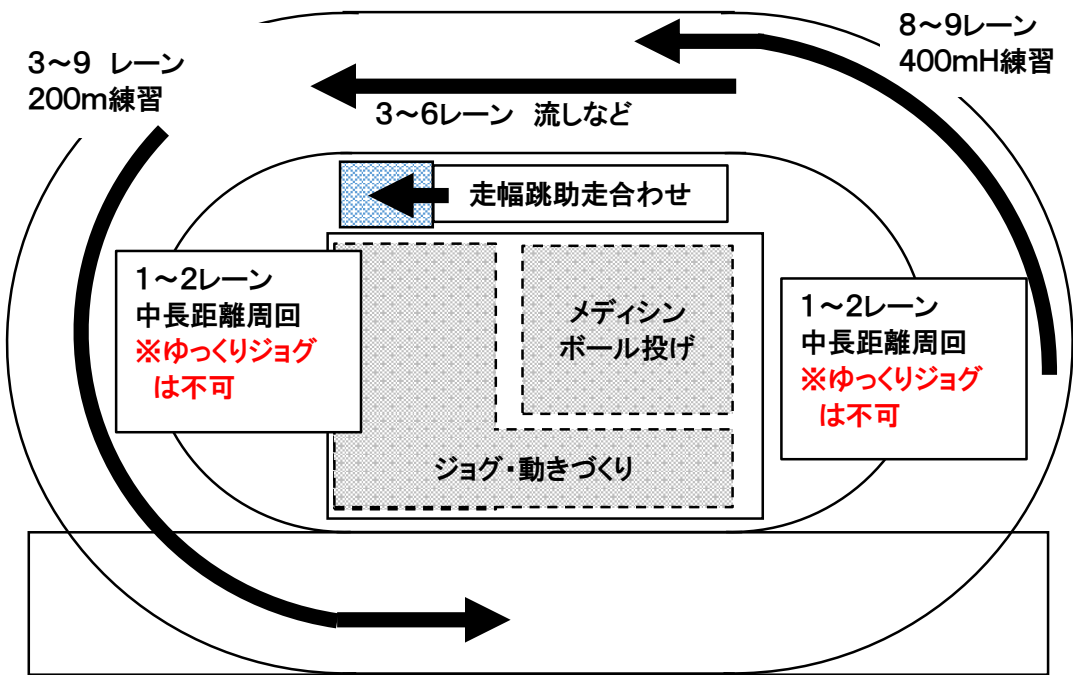 3～9　レーン
200m練習
8～9レーン
400mH練習
3～6レーン　流しなど
走幅跳助走合わせ
1～2レーン
中長距離周回
※ゆっくりジョグ
は不可
メディシン
ボール投げ
1～2レーン
中長距離周回
※ゆっくりジョグ
は不可
ジョグ・動きづくり